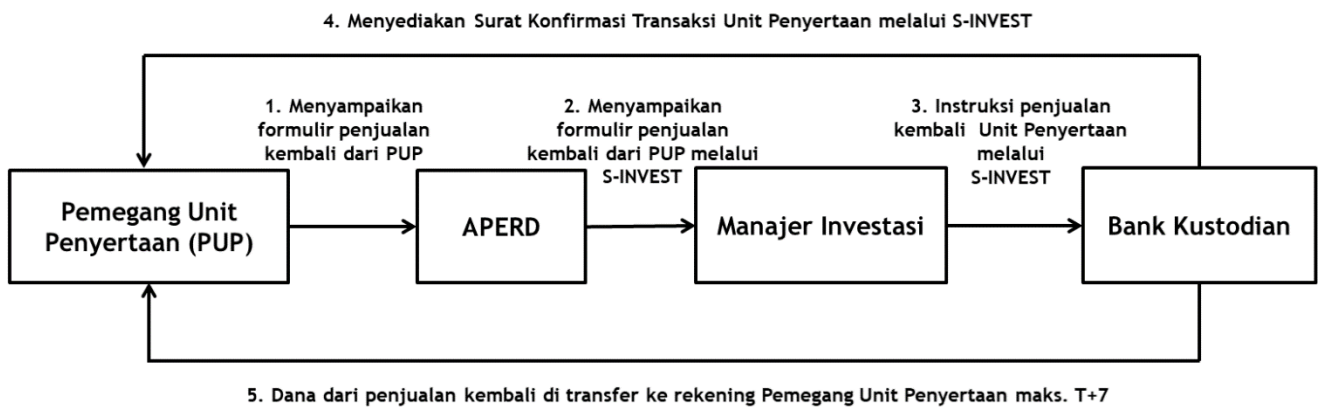 4. Menyediakan Surat Konfirmasi Transaksi Unit Penyertaan melalui S-INVEST
1. Menyampaikan
formulir penjualan
kembali dari PUP
2. Menyampaikan
formulir penjualan
kembali dari PUP melalui
S-INVEST
3. Instruksi penjualan
kembali Unit Penyertaan
melalui
S-INVEST
Pemegang Unit
Penyertaan (PUP)
APERD
Manajer Investasi
Bank Kustodian
5. Dana dari penjualan kembali di transfer ke rekening Pemegang Unit Penyertaan maks. T+7